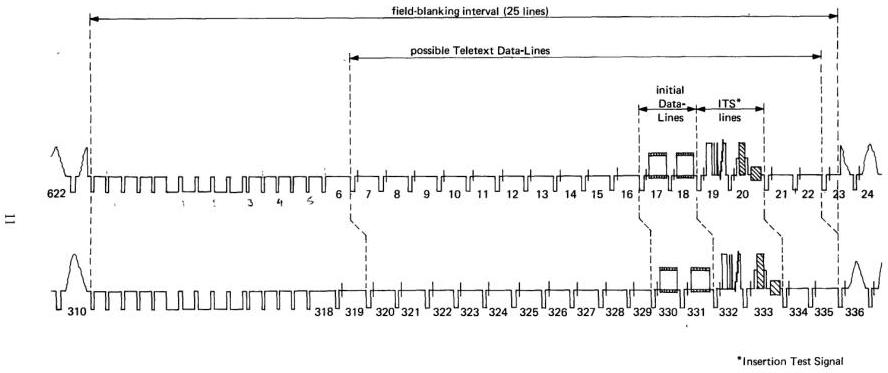 field-blanking interval (25 lines)
possible Teletext Data-Lines
initial
Data-
Lines
ITS*
lines
622 1 1 3 4 5 6 7 8 9 10 11 12 13 14 15 16 17 18 19 20 21 22 23 24
11
310 318 319 320 321 322 323 324 325 326 327 328 329 330 331 332 333 334 335 336
*Insertion Test Signal